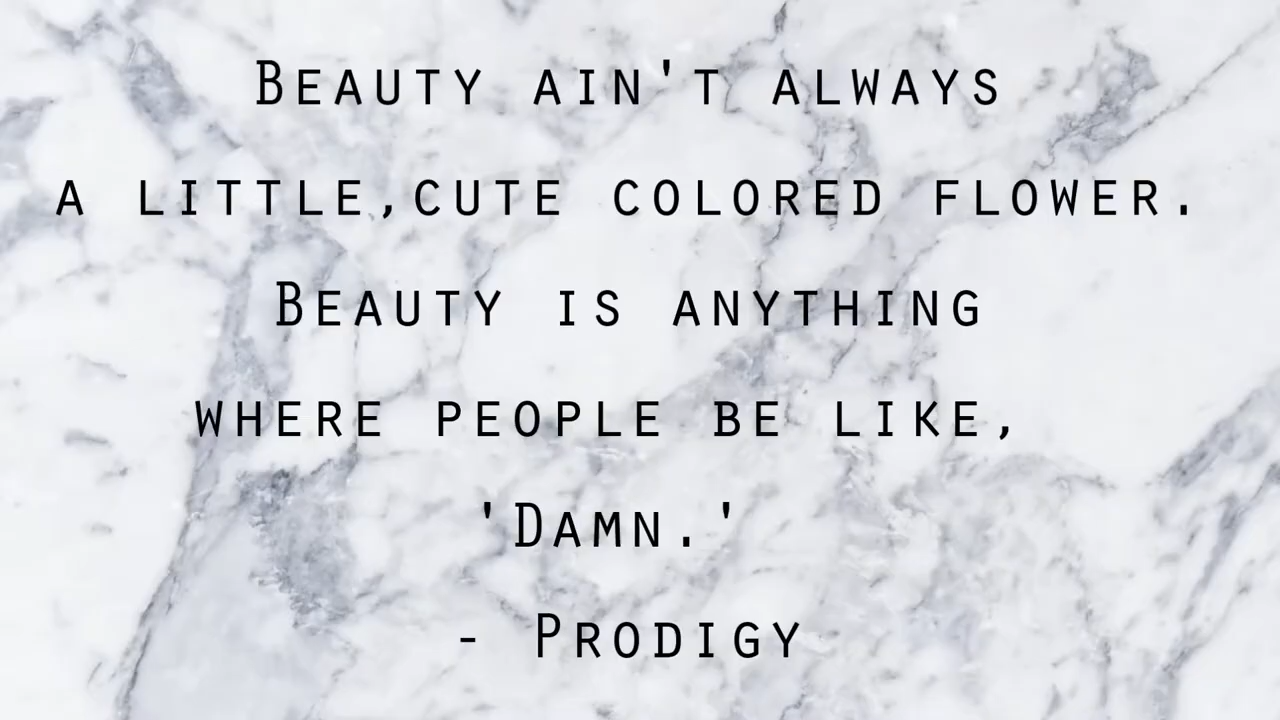 Beauty ain't always
a little,cute colored flower.
Beauty is anything
where people be like,
'Damn.'
- Prodigy